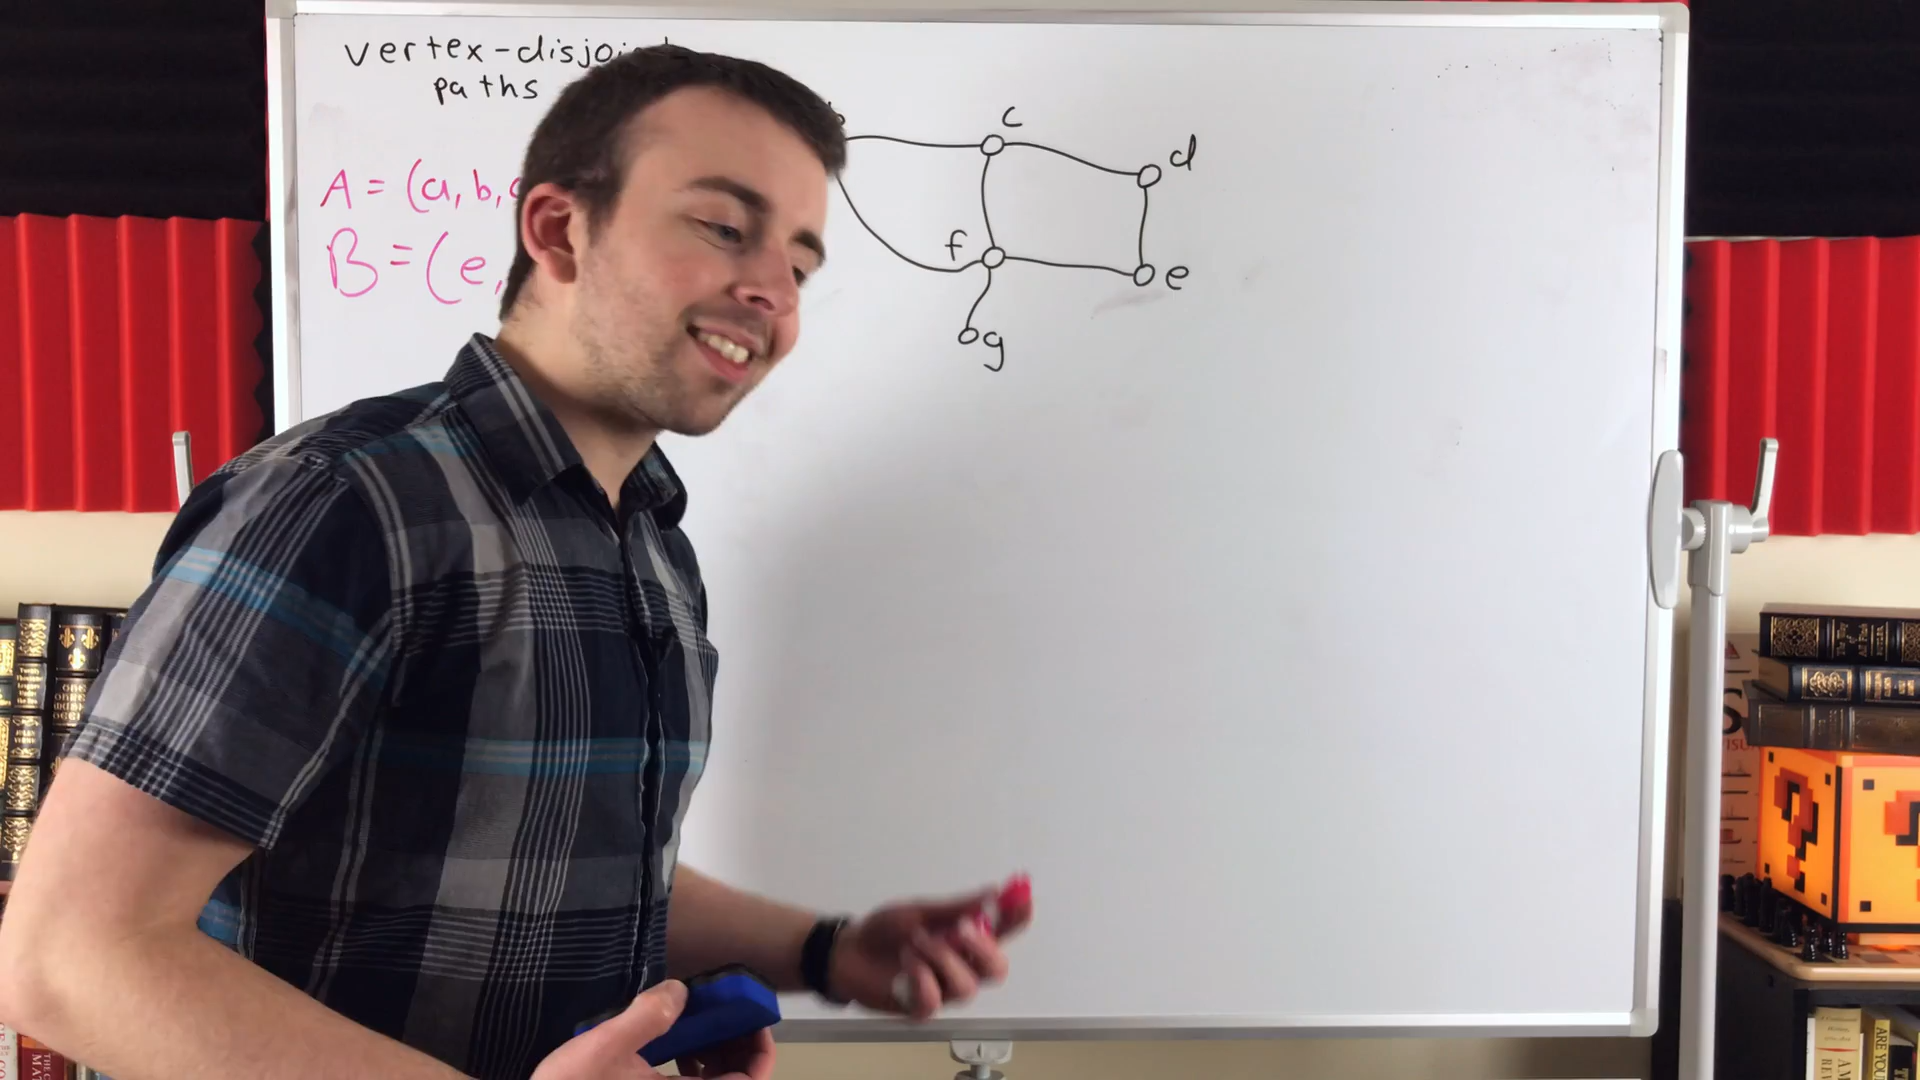 vertex-disjoint
paths
A = (a, b, c
B = (e,
c
d
f
e
g